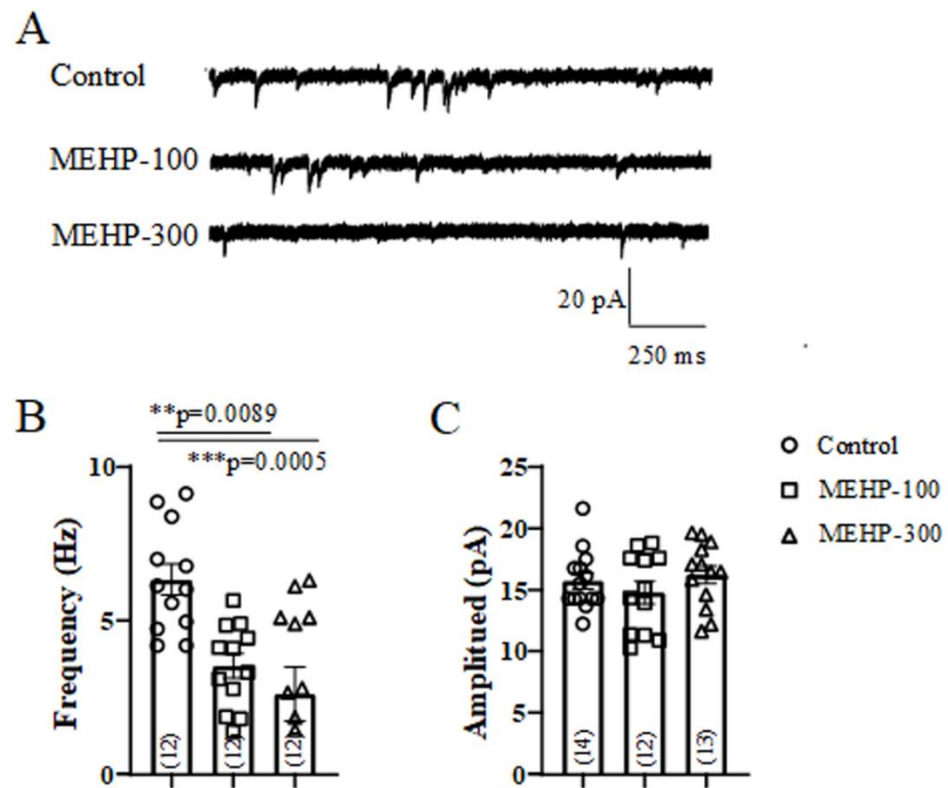 A
Control
MEHP-100
MEHP-300
20 pA
250 ms
B
**p=0.0089
***p=0.0005
10
5
0
Frequency (Hz)
(12)
(12)
(12)
C
25
20
15
10
5
0
Amplitued (pA)
(14)
(12)
(13)
Control
MEHP-100
MEHP-300